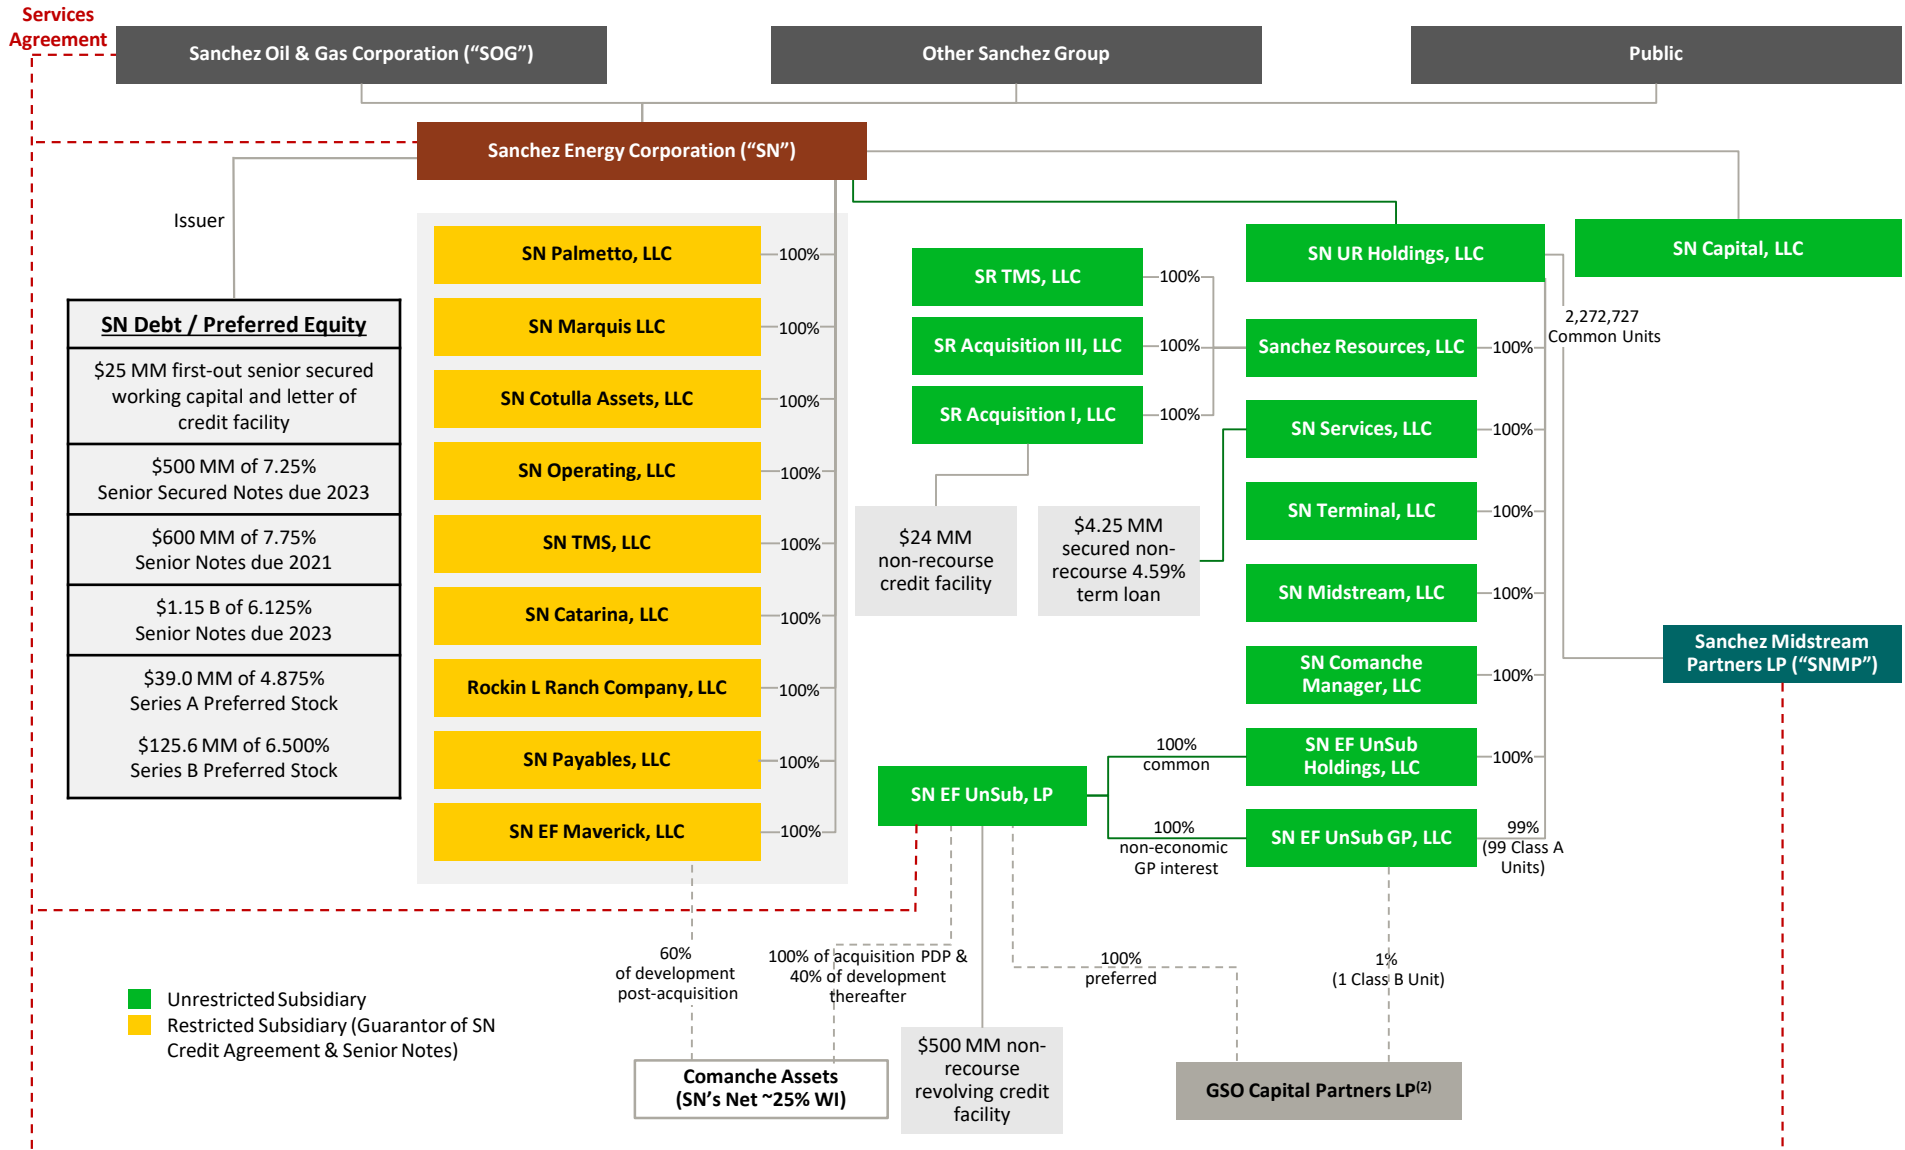 Services
Agreement
Sanchez Oil & Gas Corporation (“SOG”)
Other Sanchez Group
Public
Sanchez Energy Corporation (“SN”)
Issuer
SN Debt / Preferred Equity
$25 MM first-out senior secured
working capital and letter of
credit facility
$500 MM of 7.25%
Senior Secured Notes due 2023
$600 MM of 7.75%
Senior Notes due 2021
$1.15 B of 6.125%
Senior Notes due 2023
$39.0 MM of 4.875%
Series A Preferred Stock
$125.6 MM of 6.500%
Series B Preferred Stock
SN Palmetto, LLC
100%
SN Marquis LLC
100%
SN Cotulla Assets, LLC
100%
SN Operating, LLC
100%
SN TMS, LLC
100%
SN Catarina, LLC
100%
Rockin L Ranch Company, LLC
100%
SN Payables, LLC
100%
SN EF Maverick, LLC
100%
SR TMS, LLC
100%
SR Acquisition III, LLC
100%
SR Acquisition I, LLC
100%
$24 MM
non-recourse
credit facility
$4.25 MM
secured non-
recourse 4.59%
term loan
SN UR Holdings, LLC
SN Capital, LLC
2,272,727
Common Units
Sanchez Resources, LLC
100%
SN Services, LLC
100%
SN Terminal, LLC
100%
SN Midstream, LLC
100%
SN Comanche
Manager, LLC
100%
SN EF UnSub
Holdings, LLC
100%
SN EF UnSub GP, LLC
99%
(99 Class A
Units)
Sanchez Midstream
Partners LP (“SNMP”)
SN EF UnSub, LP
100%
common
100%
non-economic
GP interest
60%
of development
post-acquisition
100% of acquisition PDP &
40% of development
thereafter
100%
preferred
1%
(1 Class B Unit)
Unrestricted Subsidiary
Restricted Subsidiary (Guarantor of SN
Credit Agreement & Senior Notes)
Comanche Assets
(SN’s Net ~25% WI)
$500 MM non-
recourse
revolving credit
facility
GSO Capital Partners LP(2)